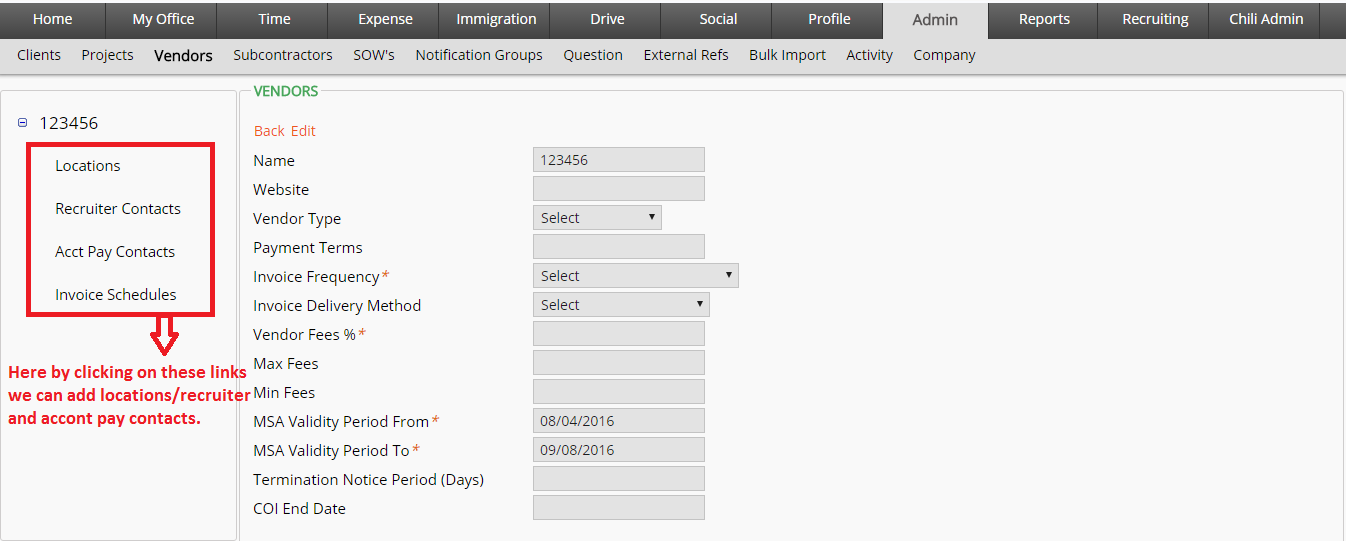 Home My Office Time Expense Immigration Drive Social Profile Admin Reports Recruiting Chili Admin
Clients Projects Vendors Subcontractors SOW's Notification Groups Question External Refs Bulk Import Activity Company
123456
Locations
Recruiter Contacts
Acct Pay Contacts
Invoice Schedules
Here by clicking on these links
we can add locations/recruiter
and accont pay contacts.
VENDORS
Back Edit
Name 123456
Website
Vendor Type Select
Payment Terms
Invoice Frequency* Select
Invoice Delivery Method Select
Vendor Fees %*
Max Fees
Min Fees
MSA Validity Period From* 08/04/2016
MSA Validity Period To* 09/08/2016
Termination Notice Period (Days)
COI End Date